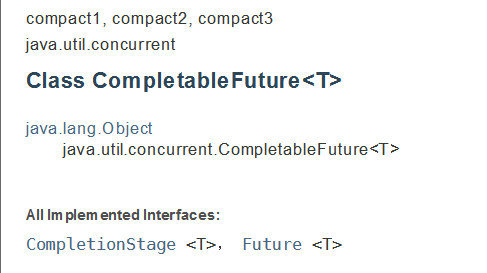 compact1, compact2, compact3
java.util.concurrent
Class CompletableFuture<T>
java.lang.Object
java.util.concurrent.CompletableFuture<T>
All Implemented Interfaces:
CompletionStage <T>, Future <T>